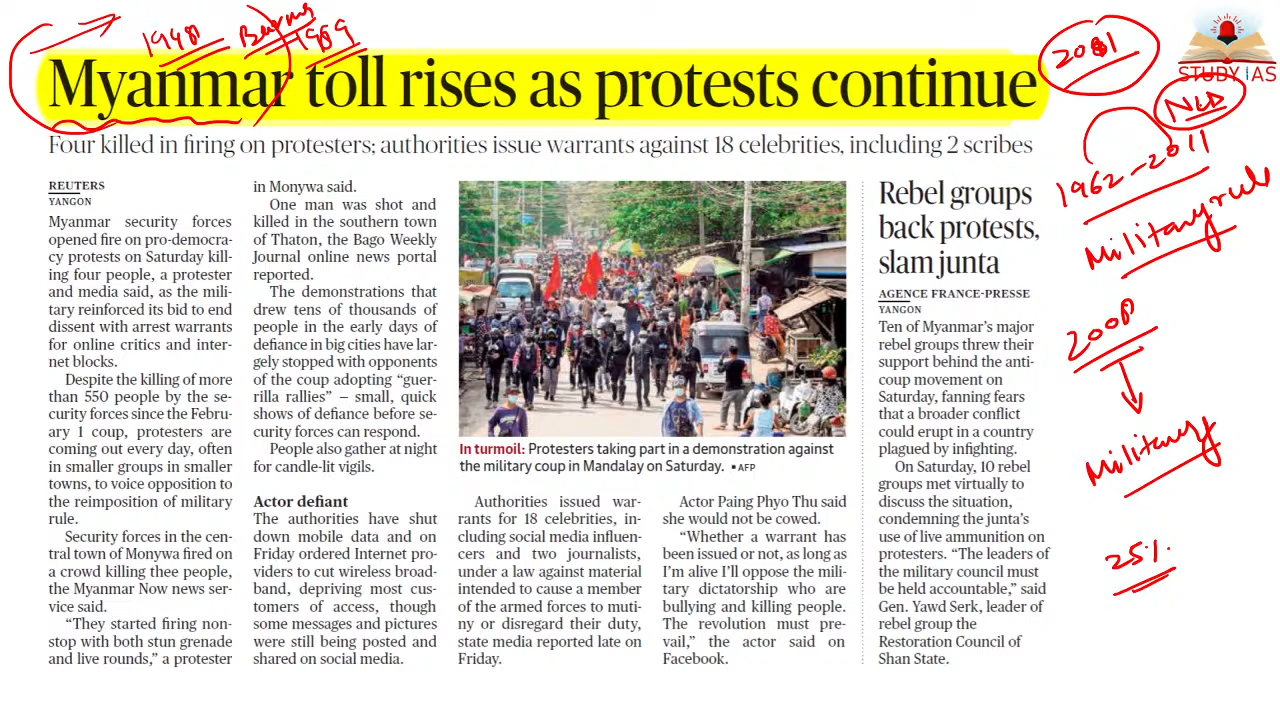 1948 Burma 1989
2021
STUDY IAS
NLD
Myanmar toll rises as protests continue
Four killed in firing on protesters; authorities issue warrants against 18 celebrities, including 2 scribes
1962-2011
Military rule
2008
Military
25%
REUTERS
YANGON
Myanmar security forces
opened fire on pro-democra-
cy protests on Saturday kill-
ing four people, a protester
and media said, as the mili-
tary reinforced its bid to end
dissent with arrest warrants
for online critics and inter-
net blocks.
Despite the killing of more
than 550 people by the se-
curity forces since the Febru-
ary 1 coup, protesters are
coming out every day, often
in smaller groups in smaller
towns, to voice opposition to
the reimposition of military
rule.
Security forces in the cen-
tral town of Monywa fired on
a crowd killing thee people,
the Myanmar Now news ser-
vice said.
“They started firing non-
stop with both stun grenade
and live rounds,” a protester
in Monywa said.
One man was shot and
killed in the southern town
of Thaton, the Bago Weekly
Journal online news portal
reported.
The demonstrations that
drew tens of thousands of
people in the early days of
defiance in big cities have lar-
gely stopped with opponents
of the coup adopting “guer-
rilla rallies” – small, quick
shows of defiance before se-
curity forces can respond.
People also gather at night
for candle-lit vigils.
Actor defiant
The authorities have shut
down mobile data and on
Friday ordered Internet pro-
viders to cut wireless broad-
band, depriving most cus-
tomers of access, though
some messages and pictures
were still being posted and
shared on social media.
In turmoil: Protesters taking part in a demonstration against
the military coup in Mandalay on Saturday. ▪ AFP
Authorities issued war-
rants for 18 celebrities, in-
cluding social media influen-
cers and two journalists,
under a law against material
intended to cause a member
of the armed forces to muti-
ny or disregard their duty,
state media reported late on
Friday.
Actor Paing Phyo Thu said
she would not be cowed.
“Whether a warrant has
been issued or not, as long as
I’m alive I’ll oppose the mili-
tary dictatorship who are
bullying and killing people.
The revolution must pre-
vail,” the actor said on
Facebook.
Rebel groups
back protests,
slam junta
AGENCE FRANCE-PRESSE
YANGON
Ten of Myanmar’s major
rebel groups threw their
support behind the anti-
coup movement on
Saturday, fanning fears
that a broader conflict
could erupt in a country
plagued by infighting.
On Saturday, 10 rebel
groups met virtually to
discuss the situation,
condemning the junta’s
use of live ammunition on
protesters. “The leaders of
the military council must
be held accountable,” said
Gen. Yawd Serk, leader of
rebel group the
Restoration Council of
Shan State.